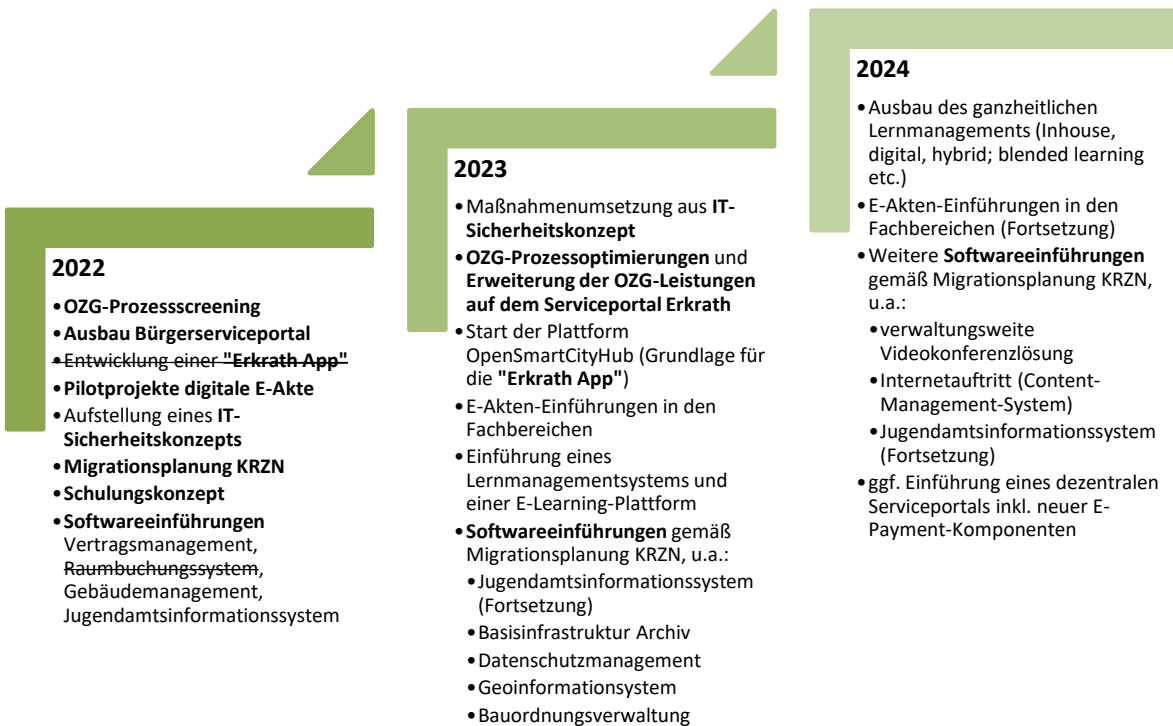 2022
•OZG-Prozessscreening
•Ausbau Bürgerserviceportal
•Entwicklung einer "Erkrath App"
•Pilotprojekte digitale E-Akte
•Aufstellung eines IT-
Sicherheitskonzepts
•Migrationsplanung KRZN
•Schulungskonzept
•Softwareeinführungen
Vertragsmanagement,
Raumbuchungssystem,
Gebäudemanagement,
Jugendamtsinformationssystem
2023
•Maßnahmenumsetzung aus IT-
Sicherheitskonzept
•OZG-Prozessoptimierungen und
Erweiterung der OZG-Leistungen
auf dem Serviceportal Erkrath
•Start der Plattform
OpenSmartCityHub (Grundlage für
die "Erkrath App")
•E-Akten-Einführungen in den
Fachbereichen
•Einführung eines
Lernmanagementsystems und
einer E-Learning-Plattform
•Softwareeinführungen gemäß
Migrationsplanung KRZN, u.a.:
•Jugendamtsinformationssystem
(Fortsetzung)
•Basisinfrastruktur Archiv
•Datenschutzmanagement
•Geoinformationsystem
•Bauordnungsverwaltung
2024
•Ausbau des ganzheitlichen
Lernmanagements (Inhouse,
digital, hybrid; blended learning
etc.)
•E-Akten-Einführungen in den
Fachbereichen (Fortsetzung)
•Weitere Softwareeinführungen
gemäß Migrationsplanung KRZN,
u.a.:
•verwaltungsweite
Videokonferenzlösung
•Internetauftritt (Content-
Management-System)
•Jugendamtsinformationssystem
(Fortsetzung)
•ggf. Einführung eines dezentralen
Serviceportals inkl. neuer E-
Payment-Komponenten